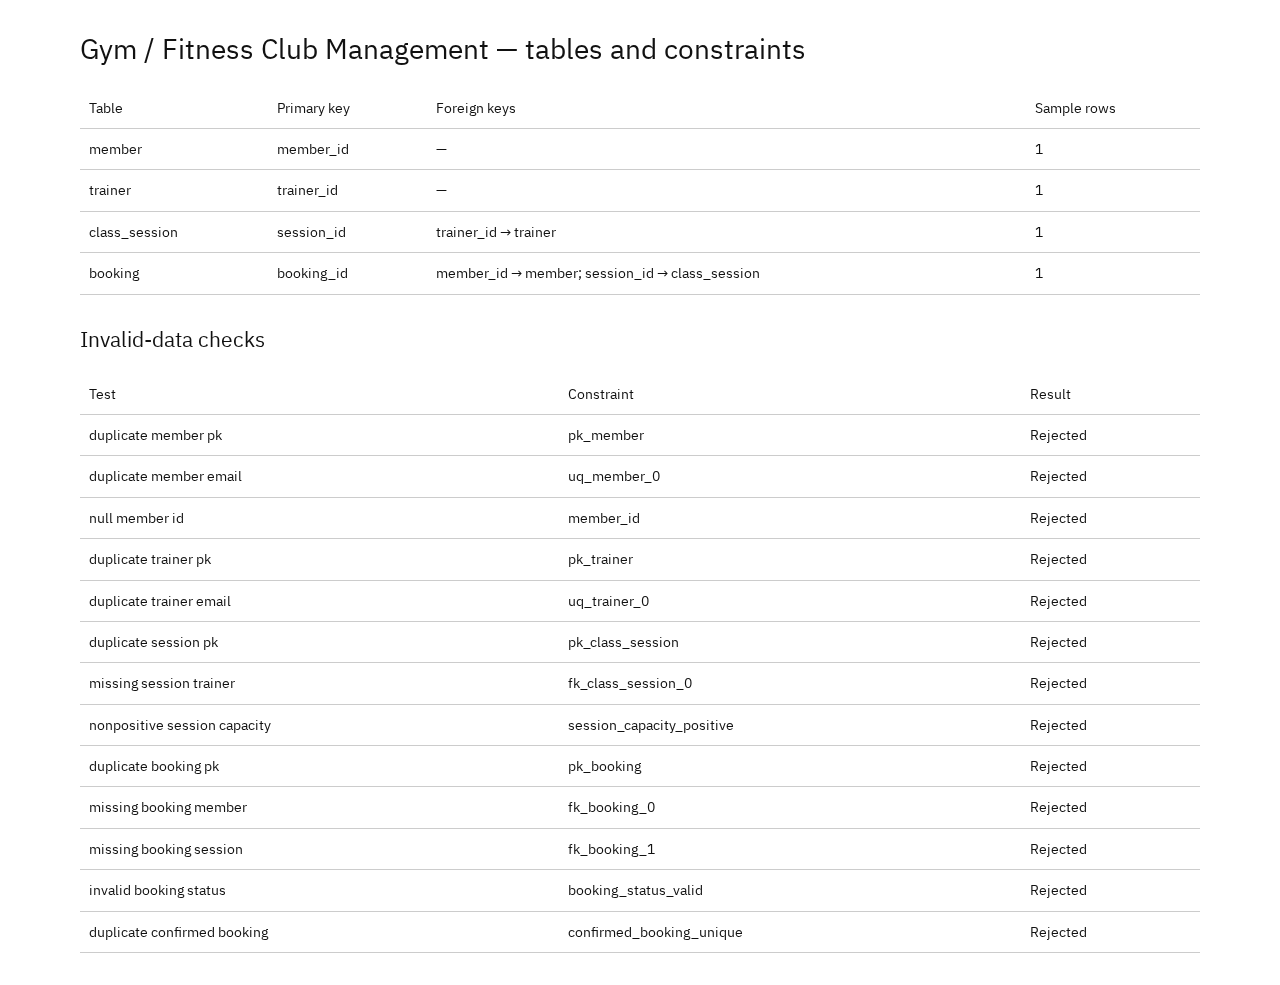 Gym / Fitness Club Management — tables and constraints
Table Primary key Foreign keys Sample rows
member member_id — 1
trainer trainer_id — 1
class_session session_id trainer_id → trainer 1
booking booking_id member_id → member; session_id → class_session 1
Invalid-data checks
Test Constraint Result
duplicate member pk pk_member Rejected
duplicate member email uq_member_0 Rejected
null member id member_id Rejected
duplicate trainer pk pk_trainer Rejected
duplicate trainer email uq_trainer_0 Rejected
duplicate session pk pk_class_session Rejected
missing session trainer fk_class_session_0 Rejected
nonpositive session capacity session_capacity_positive Rejected
duplicate booking pk pk_booking Rejected
missing booking member fk_booking_0 Rejected
missing booking session fk_booking_1 Rejected
invalid booking status booking_status_valid Rejected
duplicate confirmed booking confirmed_booking_unique Rejected